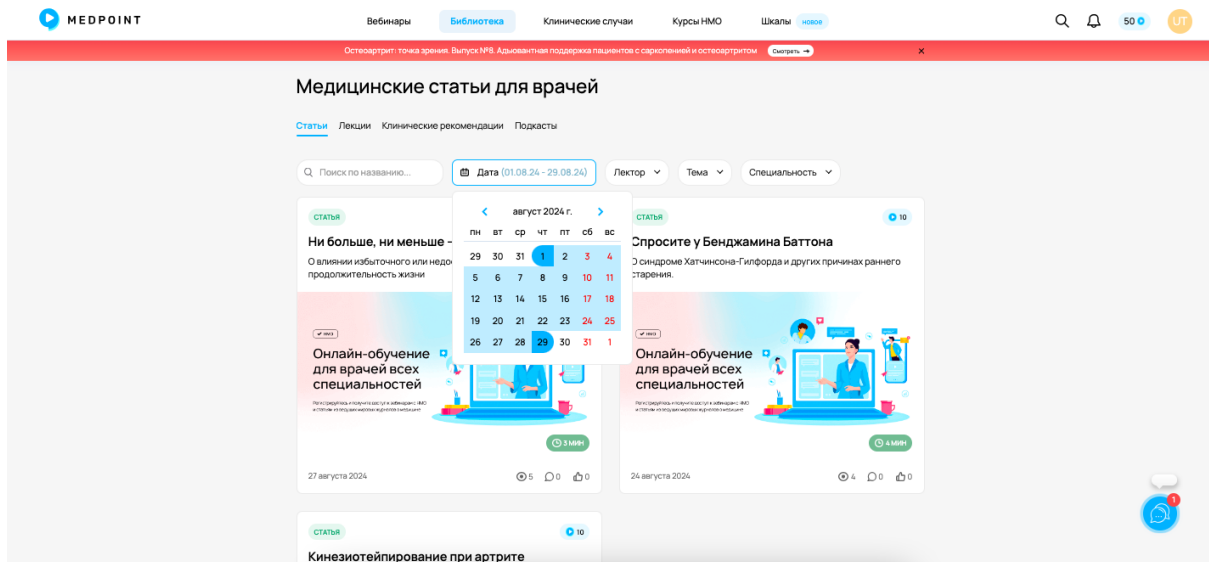 MEDPOINT
Вебинары
Библиотека
Клинические случаи
Курсы НМО
Шкалы новое
50
UT
Остеоартрит: точка зрения. Выпуск №8. Адъювантная поддержка пациентов с саркопенией и остеоартритом
Смотреть →
Медицинские статьи для врачей
Статьи Лекции Клинические рекомендации Подкасты
Поиск по названию...
Дата (01.08.24 - 29.08.24)
Лектор
Тема
Специальность
август 2024 г.
пн вт ср чт пт сб вс
29 30 31 1 2 3 4
5 6 7 8 9 10 11
12 13 14 15 16 17 18
19 20 21 22 23 24 25
26 27 28 29 30 31 1
СТАТЬЯ
Ни больше, ни меньше –
О влиянии избыточного или
продолжительность жизни
НМО
Онлайн-обучение
для врачей всех
специальностей
3 МИН
27 августа 2024
5 0 0
СТАТЬЯ
10
Спросите у Бенджамина Баттона
О синдроме Хатчинсона-Гилфорда и других причинах раннего
старения.
НМО
Онлайн-обучение
для врачей всех
специальностей
4 МИН
24 августа 2024
4 0 0
СТАТЬЯ
10
Кинезиотейпирование при артрите
1